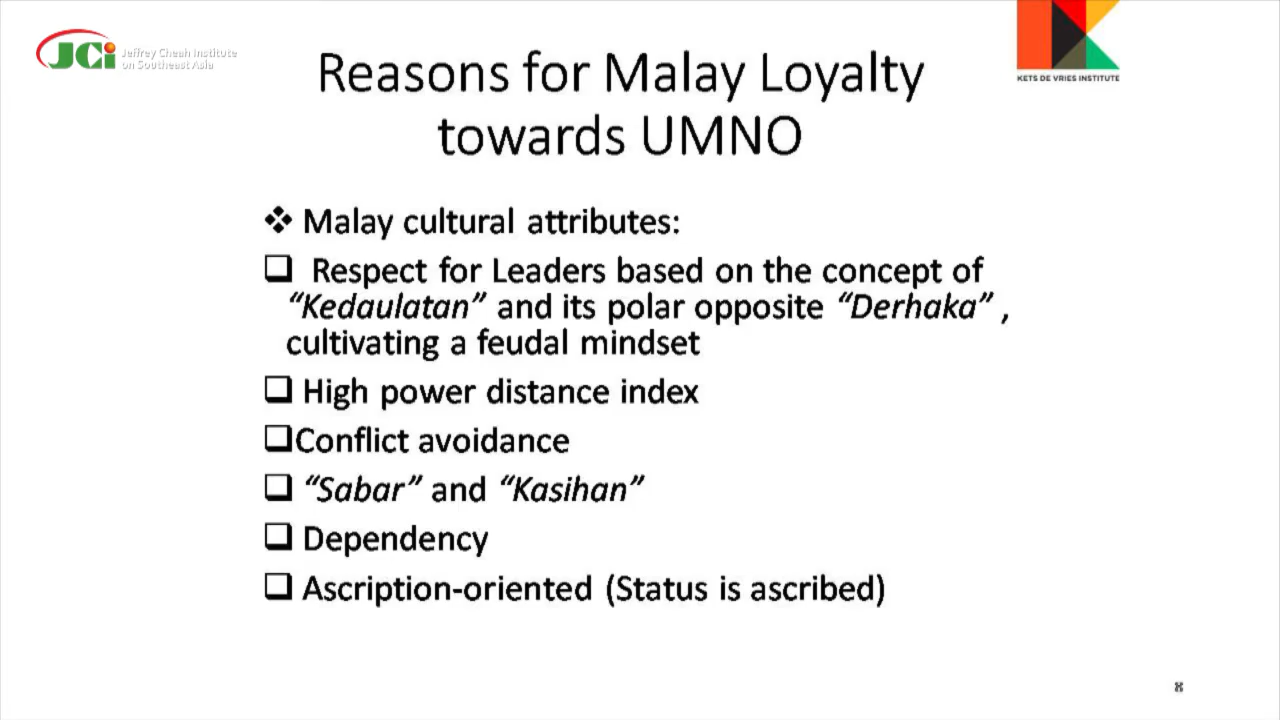 JCi Jeffrey Cheah Institute
on Southeast Asia
KETS DE VRIES INSTITUTE
Reasons for Malay Loyalty
towards UMNO
❖ Malay cultural attributes:
❑ Respect for Leaders based on the concept of
“Kedaulatan” and its polar opposite “Derhaka” ,
cultivating a feudal mindset
❑ High power distance index
❑Conflict avoidance
❑ “Sabar” and “Kasihan”
❑ Dependency
❑ Ascription-oriented (Status is ascribed)
8